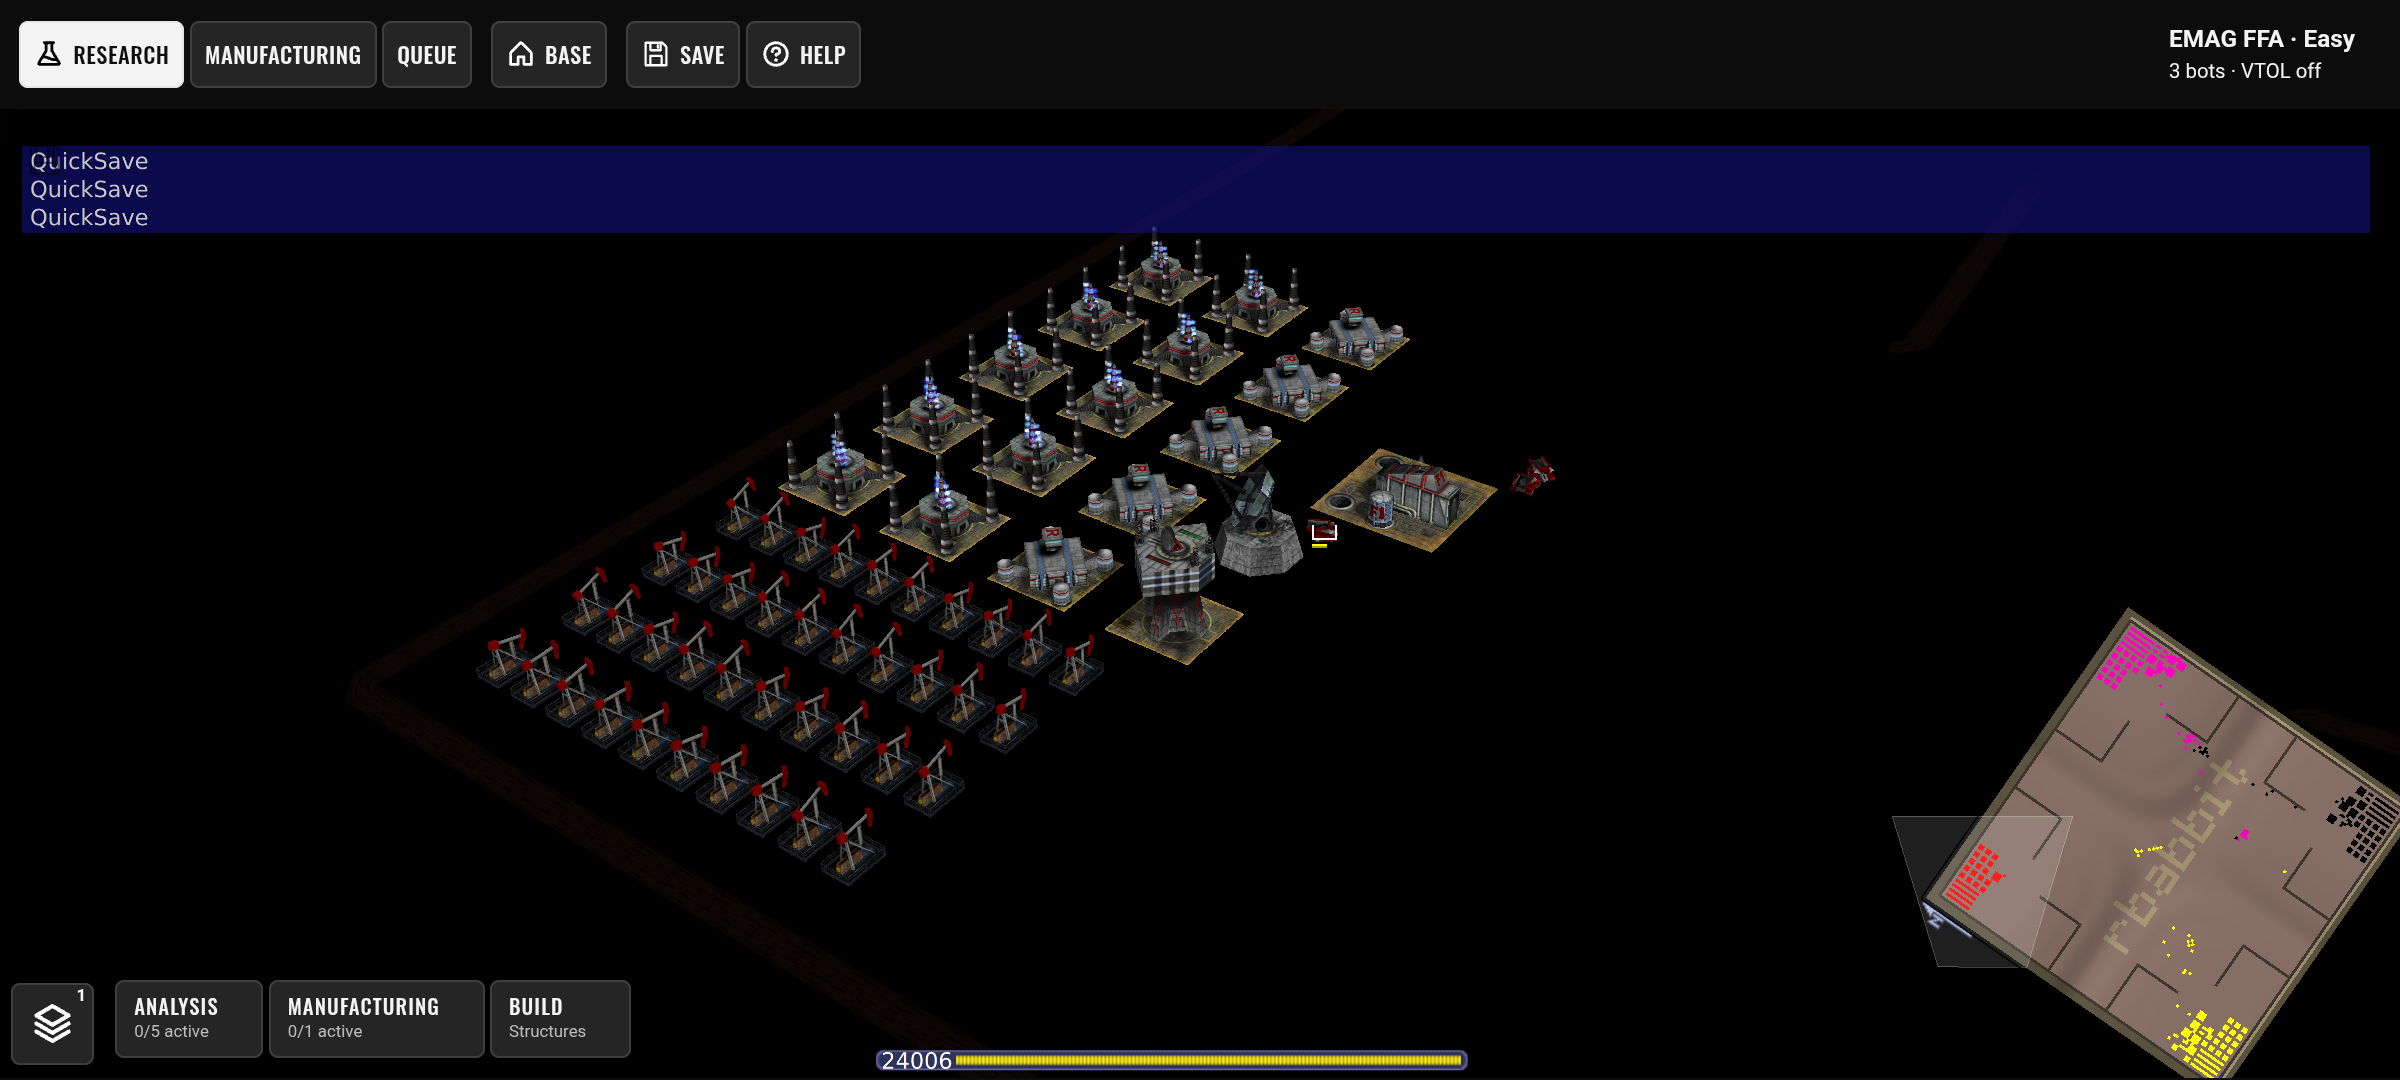 RESEARCH
MANUFACTURING
QUEUE
BASE
SAVE
HELP
EMAG FFA · Easy
3 bots · VTOL off
QuickSave
QuickSave
QuickSave
rbabbit
N
1
ANALYSIS
0/5 active
MANUFACTURING
0/1 active
BUILD
Structures
24006